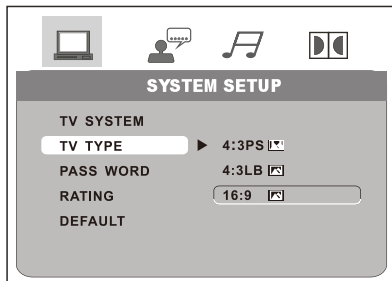 SYSTEM SETUP
TV SYSTEM
TV TYPE 4:3PS
PASS WORD 4:3LB
RATING 16:9
DEFAULT